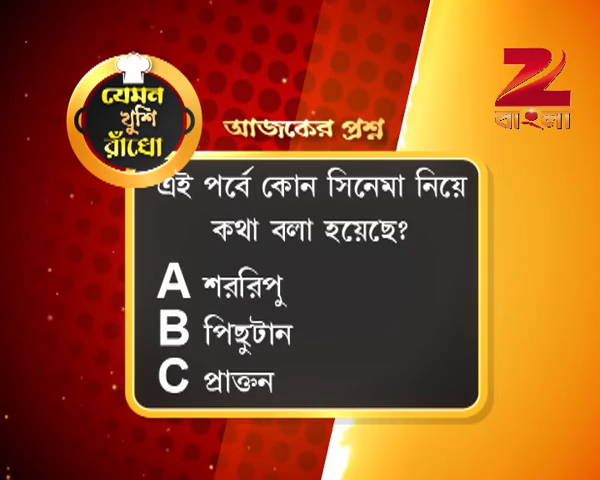 যেমন
খুশি
রাঁধো
Z
বাংলা
আজকের প্রশ্ন
এই পর্বে কোন সিনেমা নিয়ে
কথা বলা হয়েছে?
A শররিপু
B পিছুটান
C প্রাক্তন